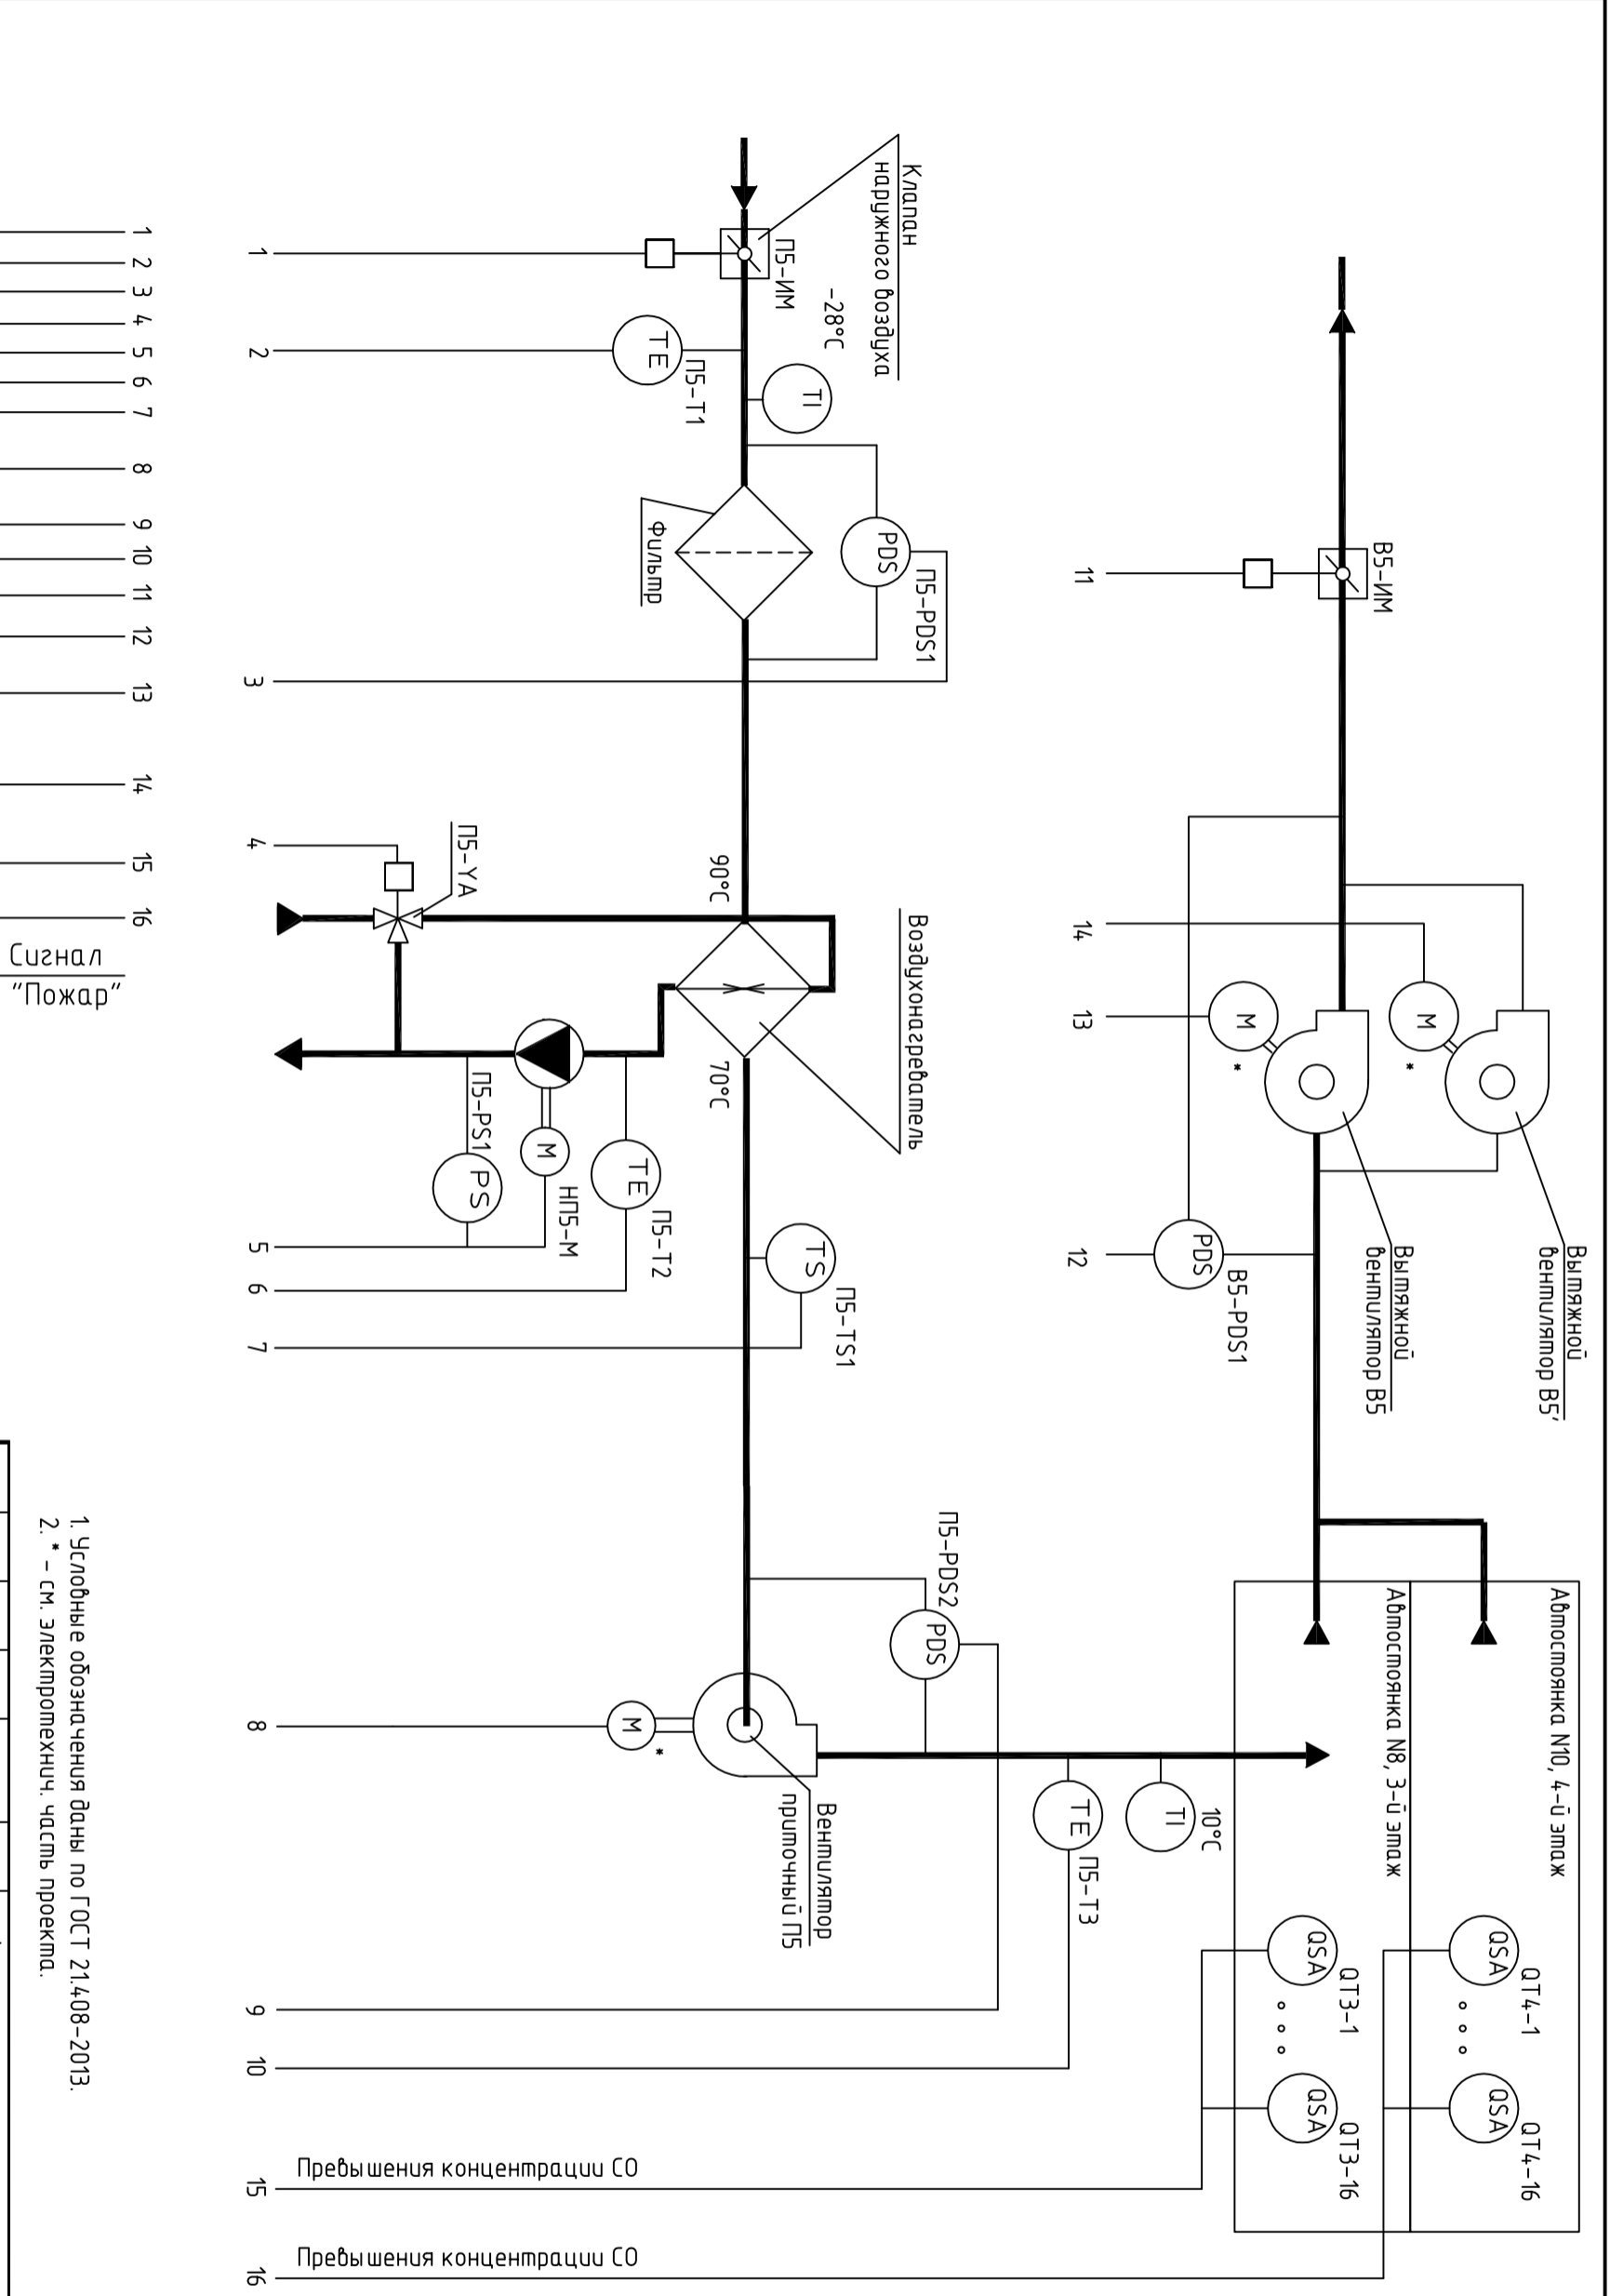 Автостоянка N10, 4-й этаж
QT4-1
QT4-16
QSA
QSA
Автостоянка N8, 3-й этаж
QT3-1
QT3-16
QSA
QSA
Вытяжной
вентилятор В5'
Вытяжной
вентилятор В5
В5-ИМ
М
*
М
*
PDS
В5-PDS1
11
14
13
12
Клапан
наружного воздуха
-28°С
П5-ИМ
TI
TE
П5-Т1
PDS
П5-PDS1
Фильтр
Воздухонагреватель
90°С
70°С
П5-YA
П5-PS1
PS
М
НП5-М
TE
П5-Т2
TS
П5-TS1
П5-PDS2
PDS
Вентилятор
приточный П5
М
*
10°С
TI
TE
П5-Т3
Превышения концентрации СО
Превышения концентрации СО
1
2
3
4
5
6
7
8
9
10
15
16
1
2
3
4
5
6
7
8
9
10
11
12
13
14
15
16
Сигнал
"Пожар"
1. Условные обозначения даны по ГОСТ 21.408-2013.
2. * - см. электротехнич. часть проекта.